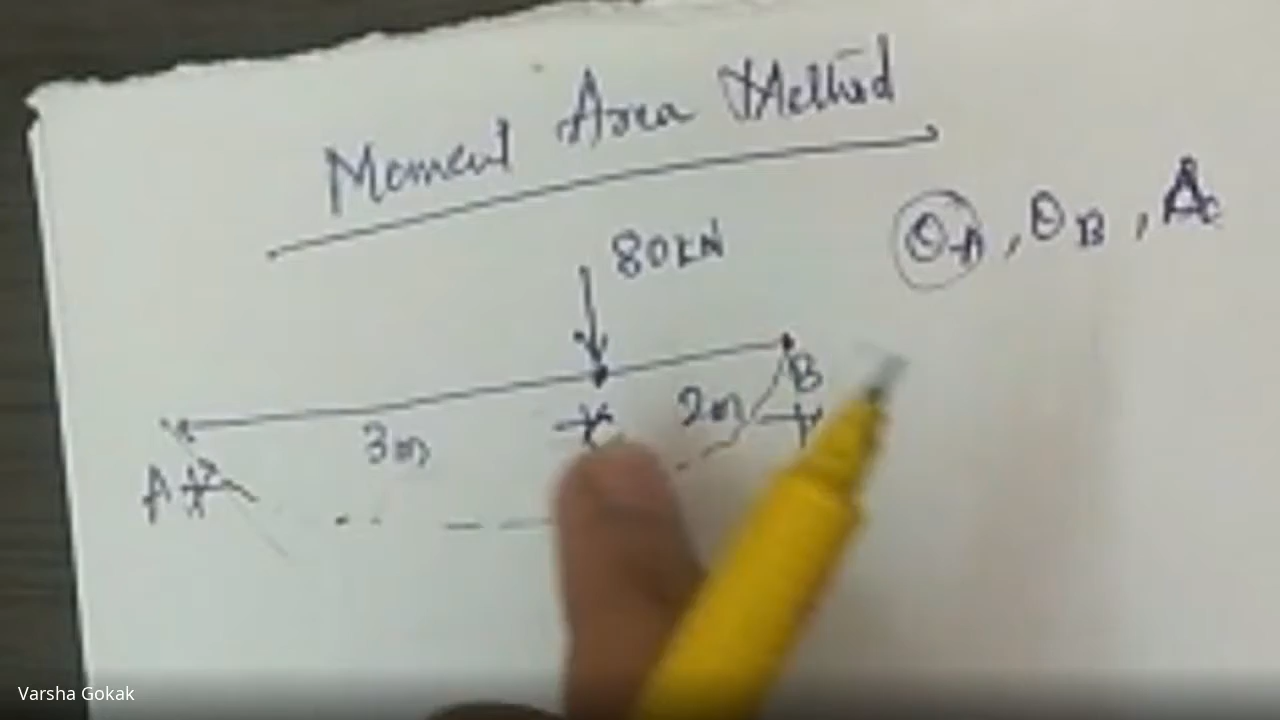 Moment Area Method
80kN
θA, θB, Δc
3m
2m
B
A
C
Varsha Gokak